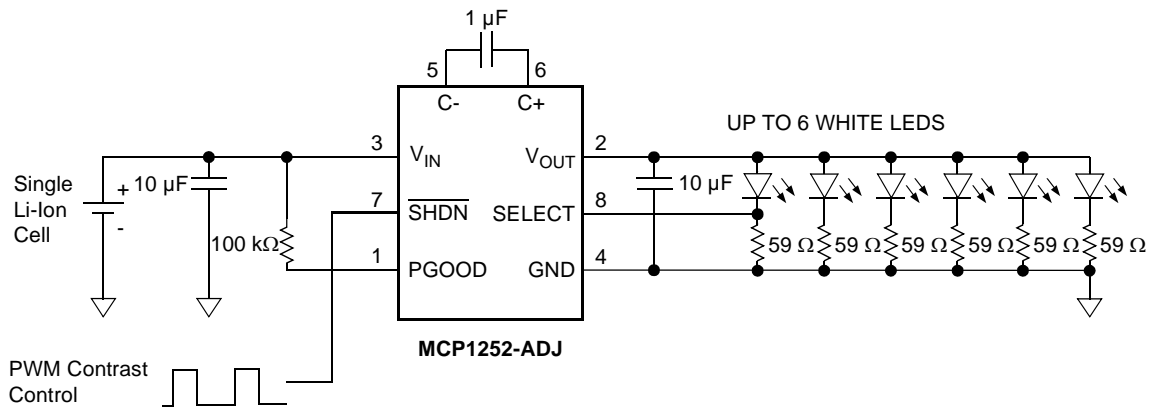 1 µF
5
6
C-
C+
UP TO 6 WHITE LEDS
3
2
VIN
VOUT
Single
Li-Ion
Cell
+
-
10 µF
7
SHDN
SELECT
8
10 µF
100 kΩ
59 Ω
59 Ω
59 Ω
59 Ω
59 Ω
59 Ω
1
PGOOD
GND
4
MCP1252-ADJ
PWM Contrast
Control